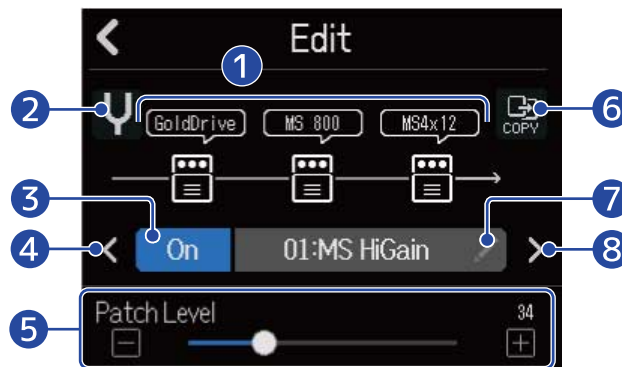 Edit
1
2
GoldDrive
MS 800
MS4x12
COPY
6
3
7
4
On
01:MS HiGain
8
5
Patch Level
34